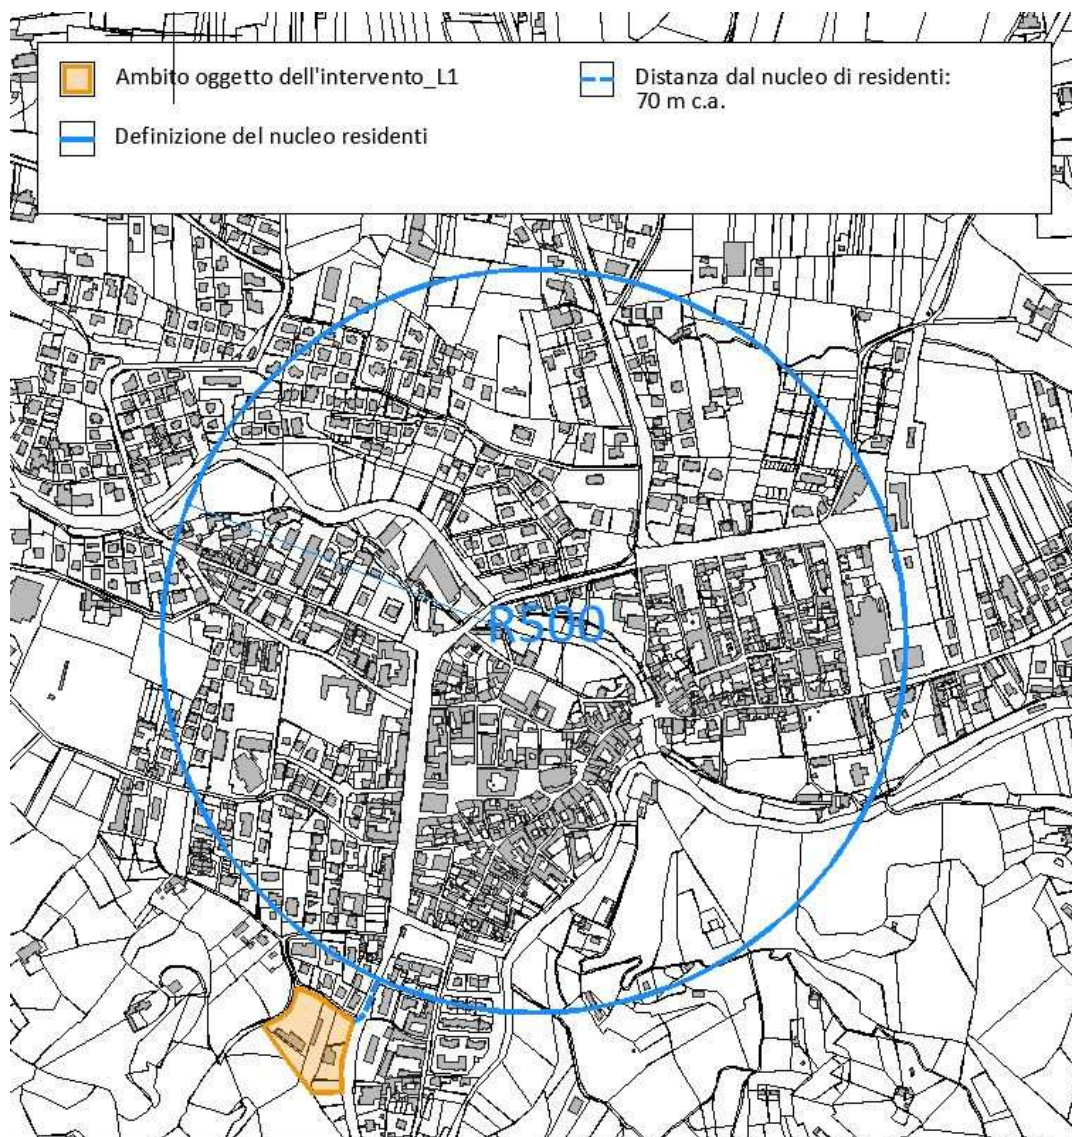 Ambito oggetto dell'intervento_L1
Definizione del nucleo residenti
Distanza dal nucleo di residenti:
70 m c.a.
R500